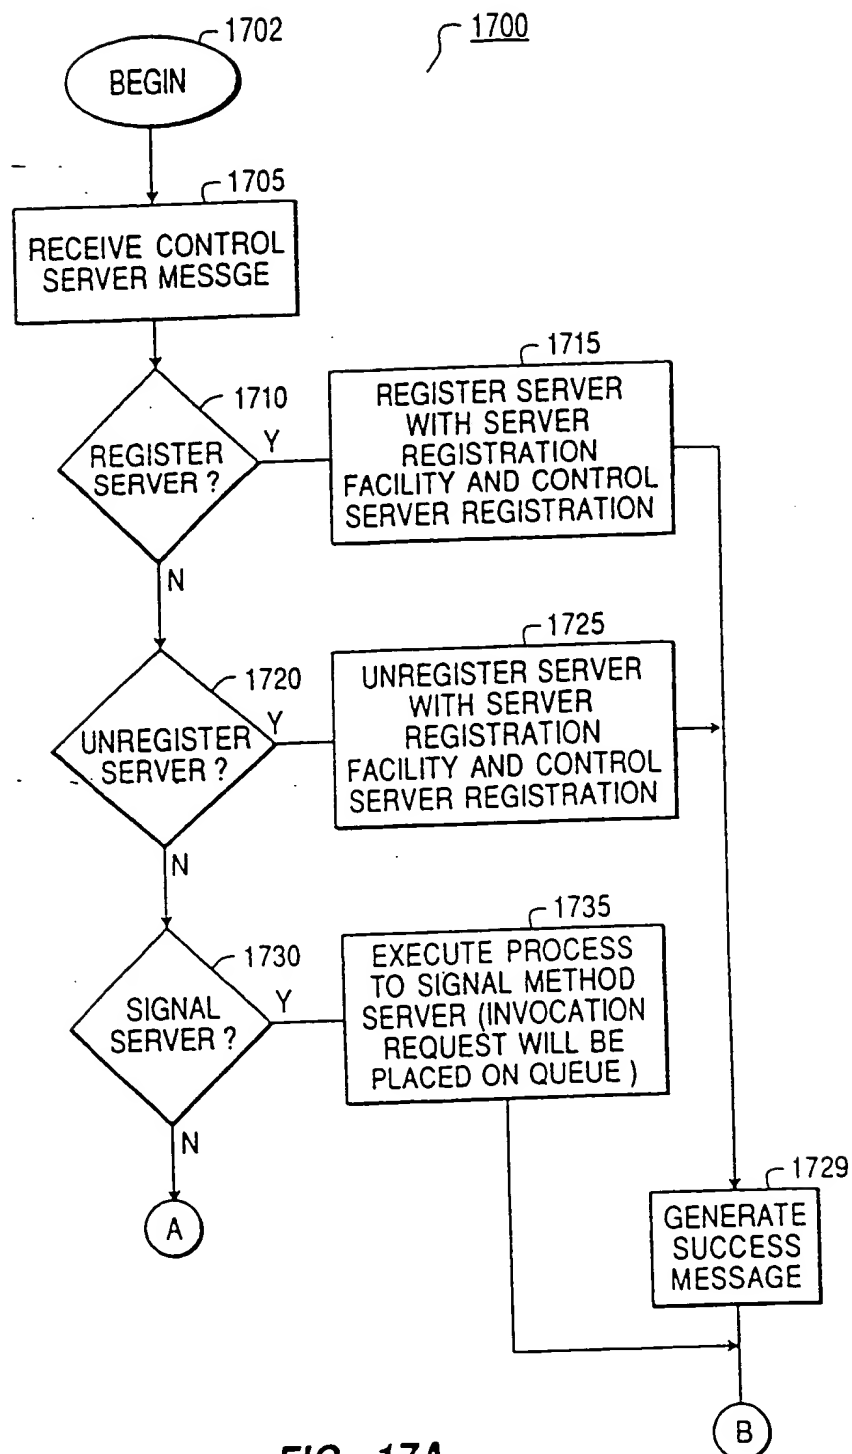 1702
1700
BEGIN
1705
RECEIVE CONTROL
SERVER MESSGE
1710
REGISTER
SERVER ?
Y
N
1715
REGISTER SERVER
WITH SERVER
REGISTRATION
FACILITY AND CONTROL
SERVER REGISTRATION
1720
UNREGISTER
SERVER ?
Y
N
1725
UNREGISTER SERVER
WITH SERVER
REGISTRATION
FACILITY AND CONTROL
SERVER REGISTRATION
1730
SIGNAL
SERVER ?
Y
N
1735
EXECUTE PROCESS
TO SIGNAL METHOD
SERVER (INVOCATION
REQUEST WILL BE
PLACED ON QUEUE )
A
1729
GENERATE
SUCCESS
MESSAGE
B
FIG. 17A